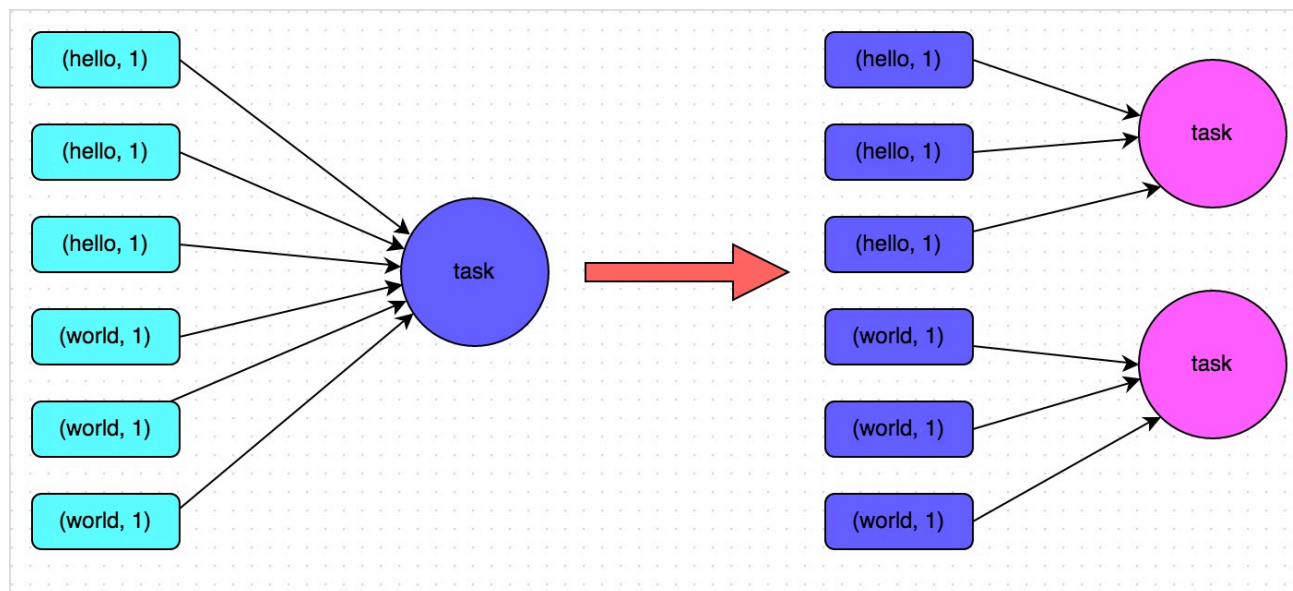 (hello, 1)
(hello, 1)
(hello, 1)
(world, 1)
(world, 1)
(world, 1)
task
(hello, 1)
(hello, 1)
(hello, 1)
(world, 1)
(world, 1)
(world, 1)
task
task